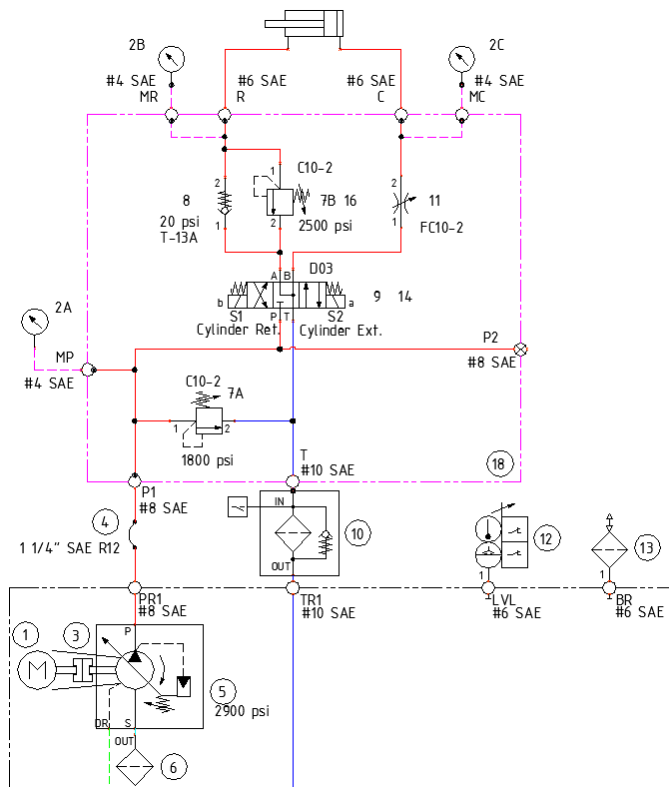 2B
2C
#4 SAE
MR
#6 SAE
R
#6 SAE
C
#4 SAE
MC
C10-2
2
1
1
2
2
1
8
20 psi
T-13A
7B 16
2500 psi
11
FC10-2
D03
A B
b
a
P T
9 14
S1
S2
Cylinder Ret.
Cylinder Ext.
2A
MP
#4 SAE
P2
#8 SAE
C10-2
7A
1
2
1800 psi
P1
#8 SAE
T
#10 SAE
18
4
1 1/4" SAE R12
IN
OUT
10
12
13
1
1
PR1
#8 SAE
TR1
#10 SAE
LVL
#6 SAE
BR
#6 SAE
1
3
M
P
5
2900 psi
DR
S
OUT
6